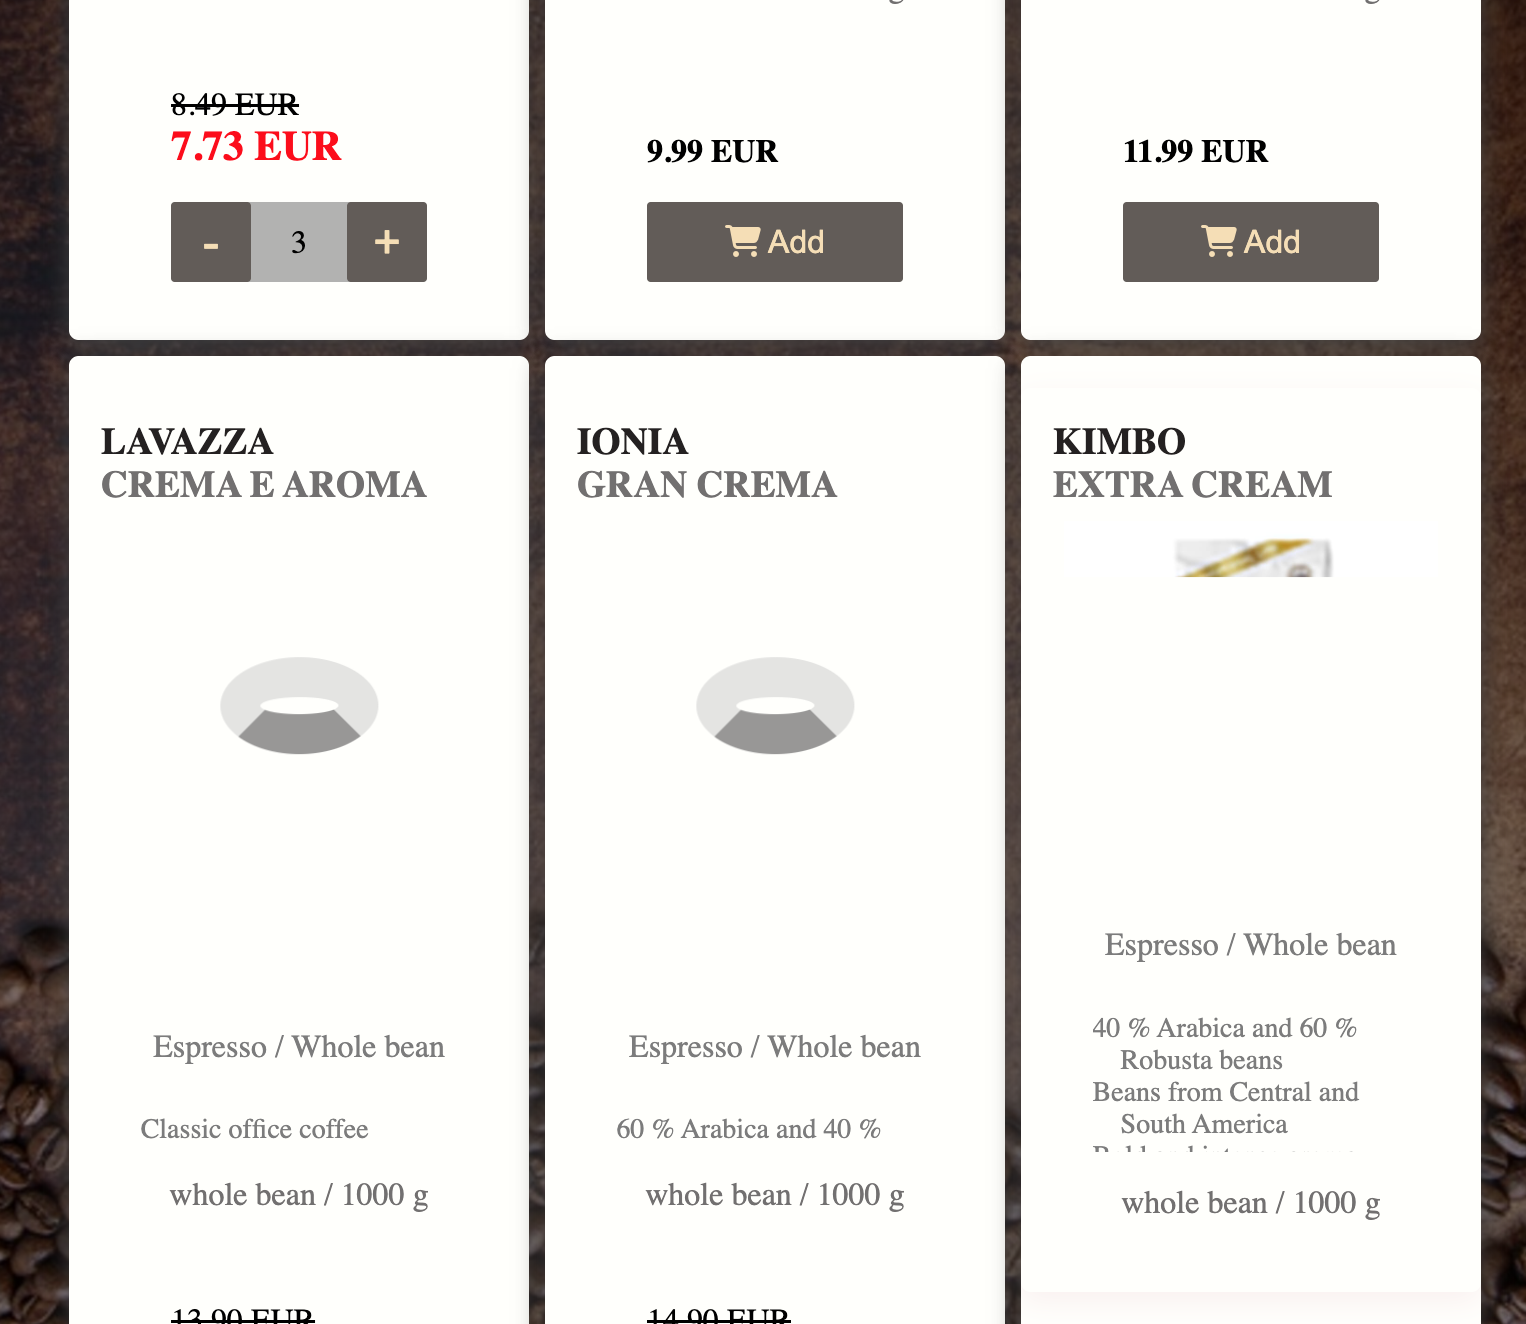 8.49 EUR
7.73 EUR
- 3 +
9.99 EUR
Add
11.99 EUR
Add
LAVAZZA
CREMA E AROMA
Espresso / Whole bean
Classic office coffee
whole bean / 1000 g
13.90 EUR
IONIA
GRAN CREMA
Espresso / Whole bean
60 % Arabica and 40 %
whole bean / 1000 g
14.90 EUR
KIMBO
EXTRA CREAM
Espresso / Whole bean
40 % Arabica and 60 %
Robusta beans
Beans from Central and
South America
whole bean / 1000 g